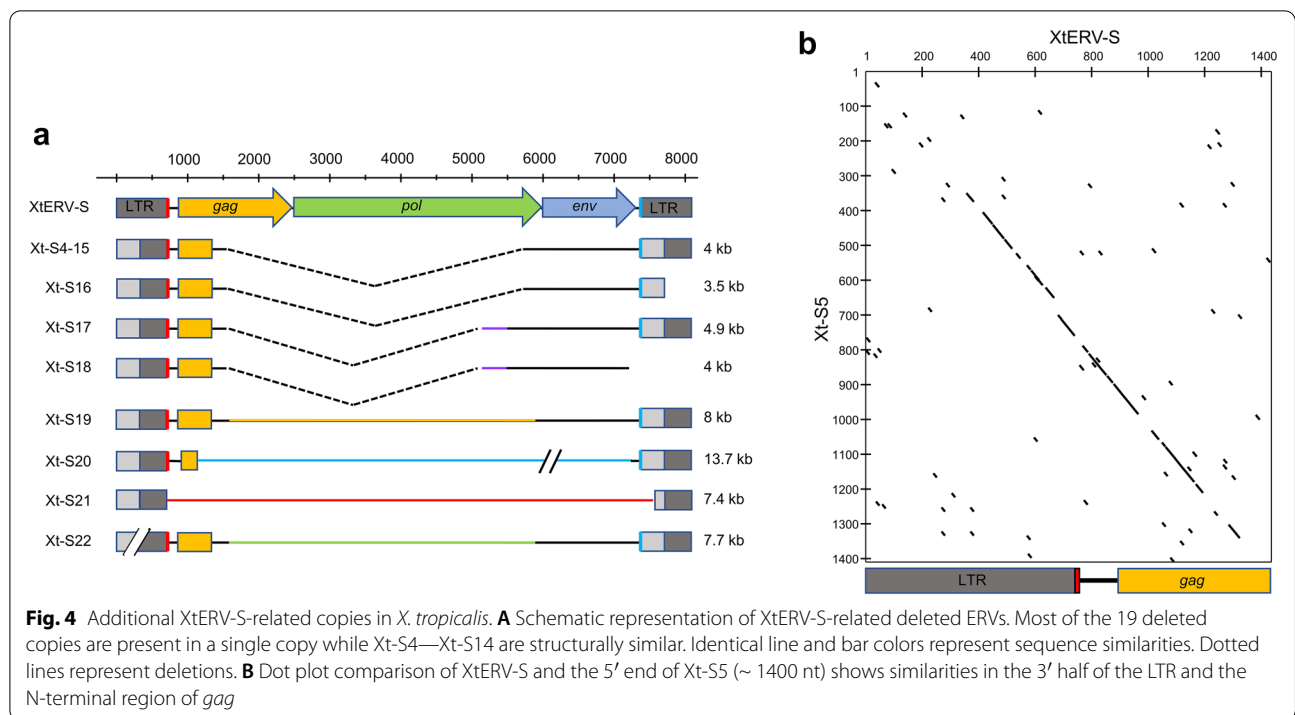 a
1000 2000 3000 4000 5000 6000 7000 8000
XtERV-S LTR gag pol env LTR
Xt-S4-15 4 kb
Xt-S16 3.5 kb
Xt-S17 4.9 kb
Xt-S18 4 kb
Xt-S19 8 kb
Xt-S20 13.7 kb
Xt-S21 7.4 kb
Xt-S22 7.7 kb
b
XtERV-S
1 200 400 600 800 1000 1200 1400
1
100
200
300
400
500
600
700
800
900
1000
1100
1200
1300
1400
Xt-S5
LTR gag
Fig. 4 Additional XtERV-S-related copies in X. tropicalis. A Schematic representation of XtERV-S-related deleted ERVs. Most of the 19 deleted
copies are present in a single copy while Xt-S4—Xt-S14 are structurally similar. Identical line and bar colors represent sequence similarities. Dotted
lines represent deletions. B Dot plot comparison of XtERV-S and the 5′ end of Xt-S5 (~ 1400 nt) shows similarities in the 3′ half of the LTR and the
N-terminal region of gag